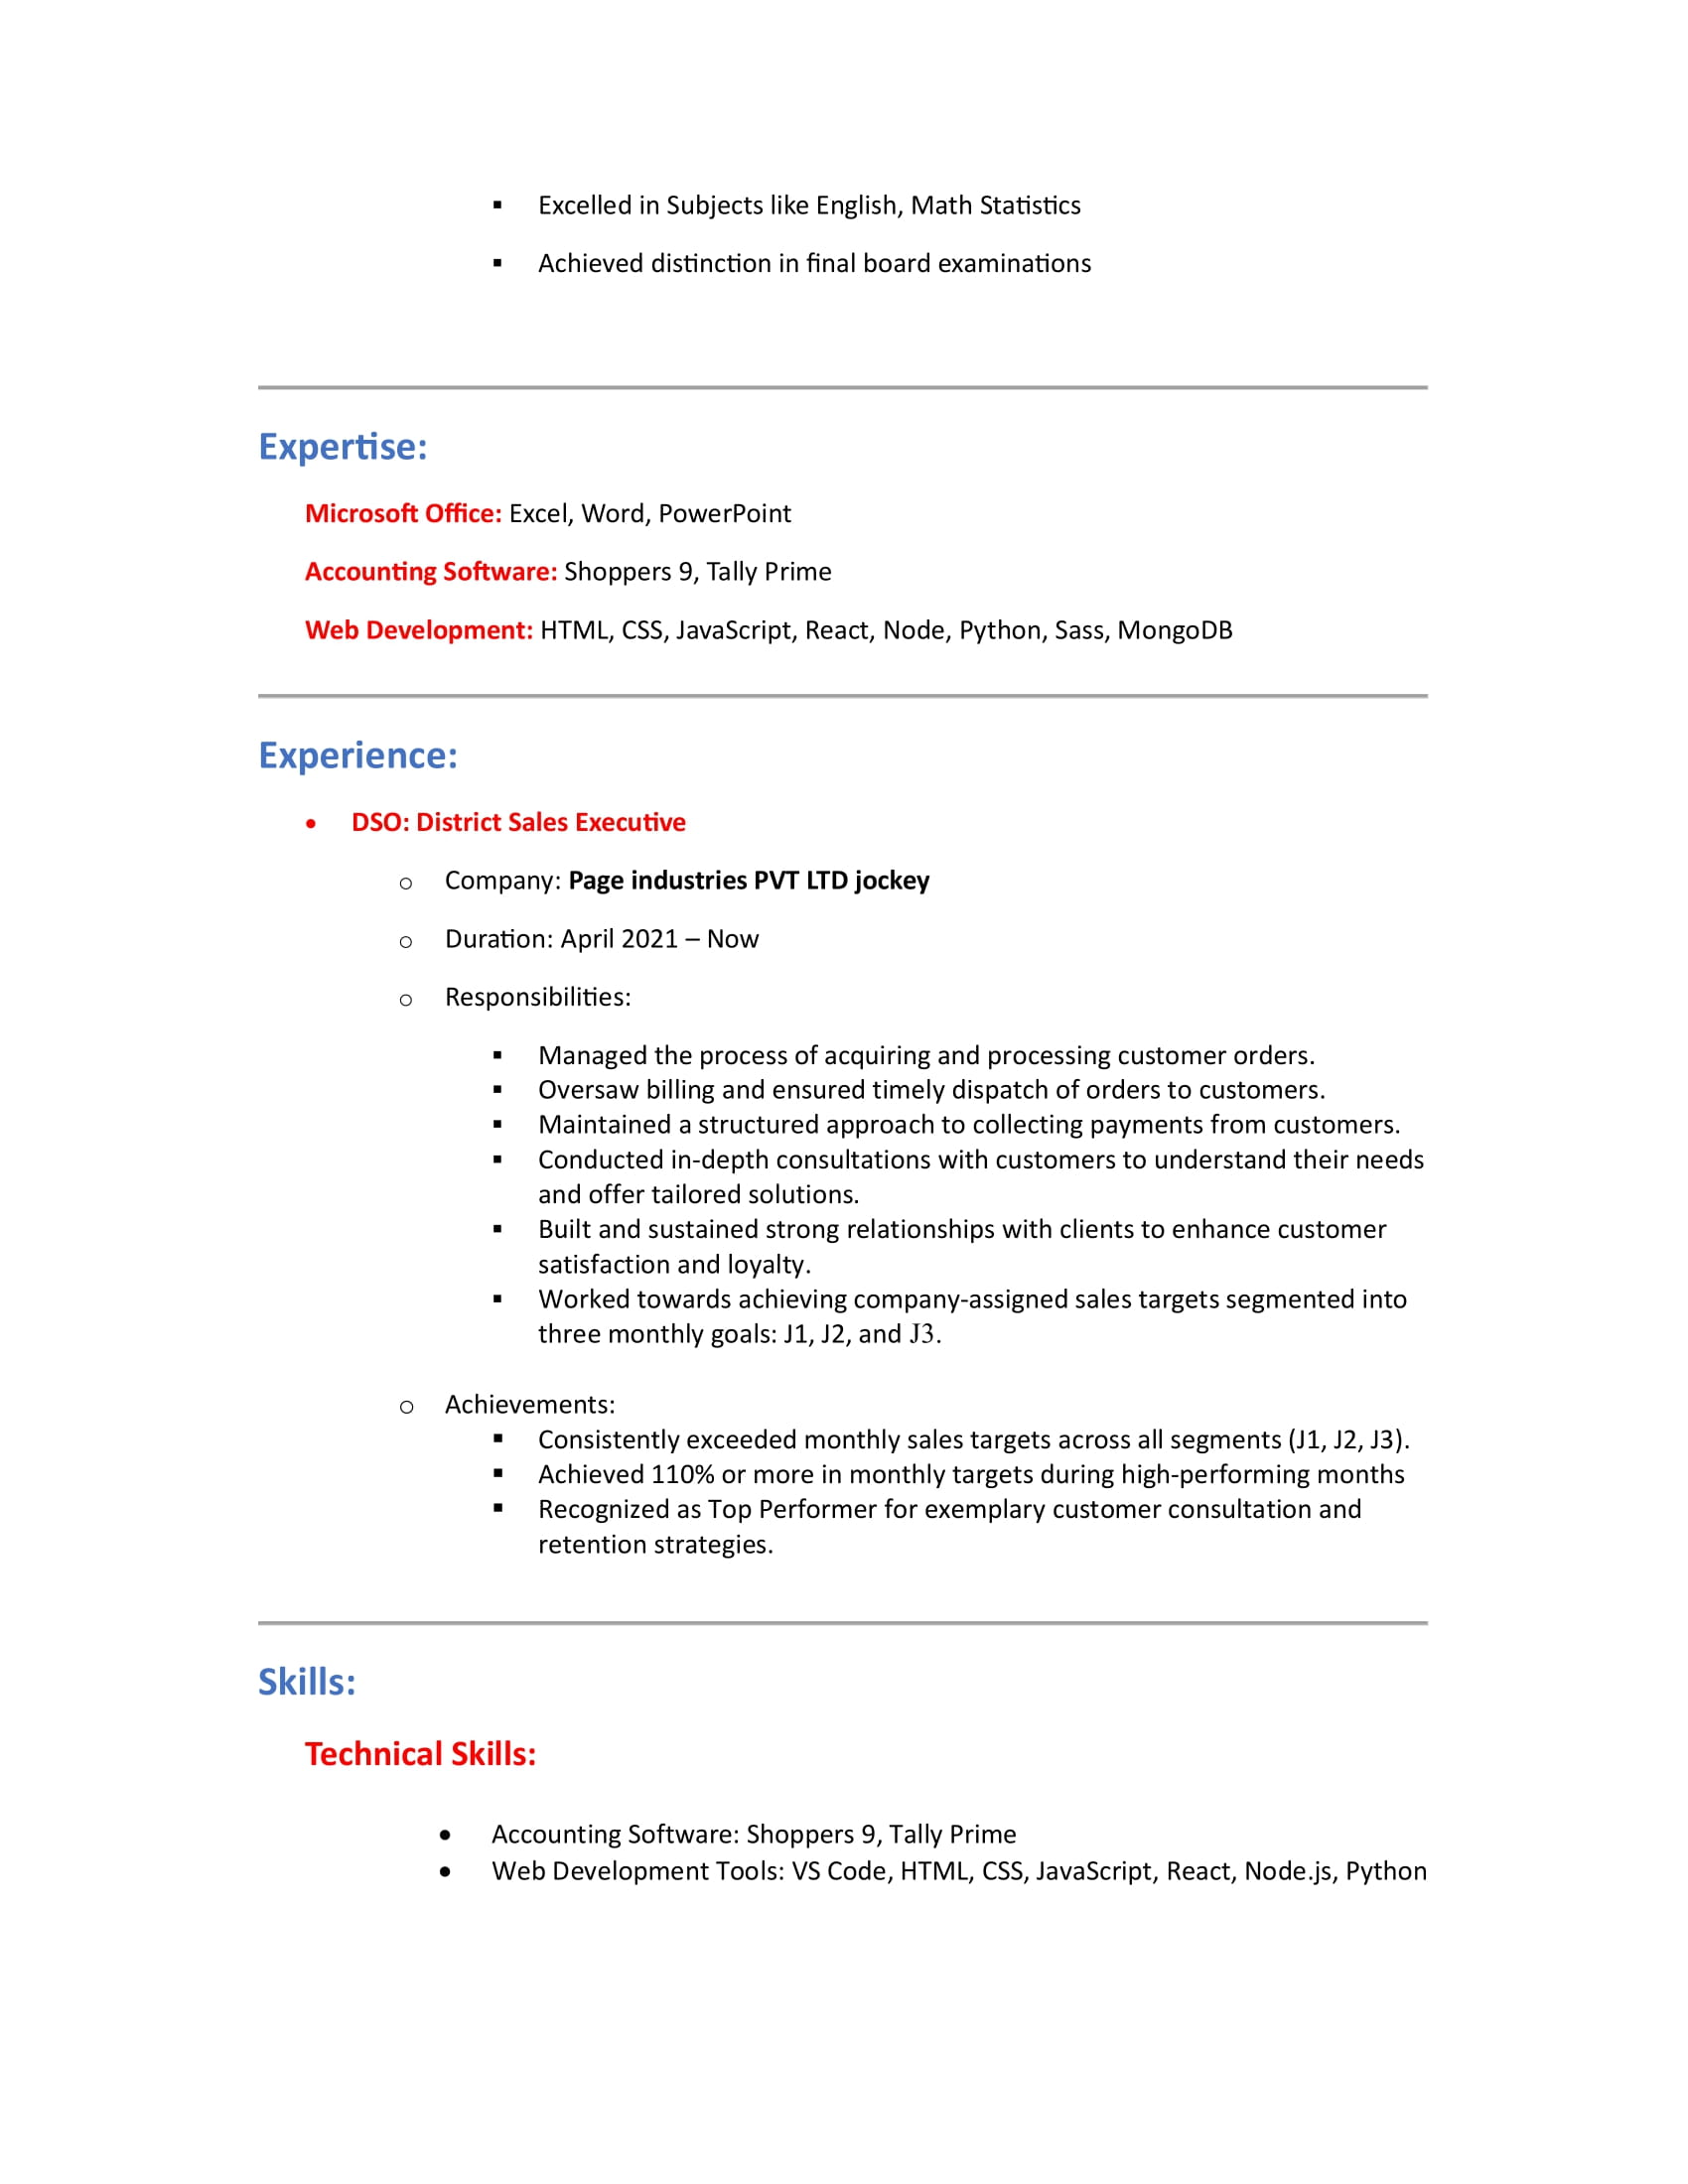 ▪ Excelled in Subjects like English, Math Statistics
▪ Achieved distinction in final board examinations
Expertise:
Microsoft Office: Excel, Word, PowerPoint
Accounting Software: Shoppers 9, Tally Prime
Web Development: HTML, CSS, JavaScript, React, Node, Python, Sass, MongoDB
Experience:
• DSO: District Sales Executive
o Company: Page industries PVT LTD jockey
o Duration: April 2021 – Now
o Responsibilities:
▪ Managed the process of acquiring and processing customer orders.
▪ Oversaw billing and ensured timely dispatch of orders to customers.
▪ Maintained a structured approach to collecting payments from customers.
▪ Conducted in-depth consultations with customers to understand their needs
and offer tailored solutions.
▪ Built and sustained strong relationships with clients to enhance customer
satisfaction and loyalty.
▪ Worked towards achieving company-assigned sales targets segmented into
three monthly goals: J1, J2, and J3.
o Achievements:
▪ Consistently exceeded monthly sales targets across all segments (J1, J2, J3).
▪ Achieved 110% or more in monthly targets during high-performing months
▪ Recognized as Top Performer for exemplary customer consultation and
retention strategies.
Skills:
Technical Skills:
• Accounting Software: Shoppers 9, Tally Prime
• Web Development Tools: VS Code, HTML, CSS, JavaScript, React, Node.js, Python